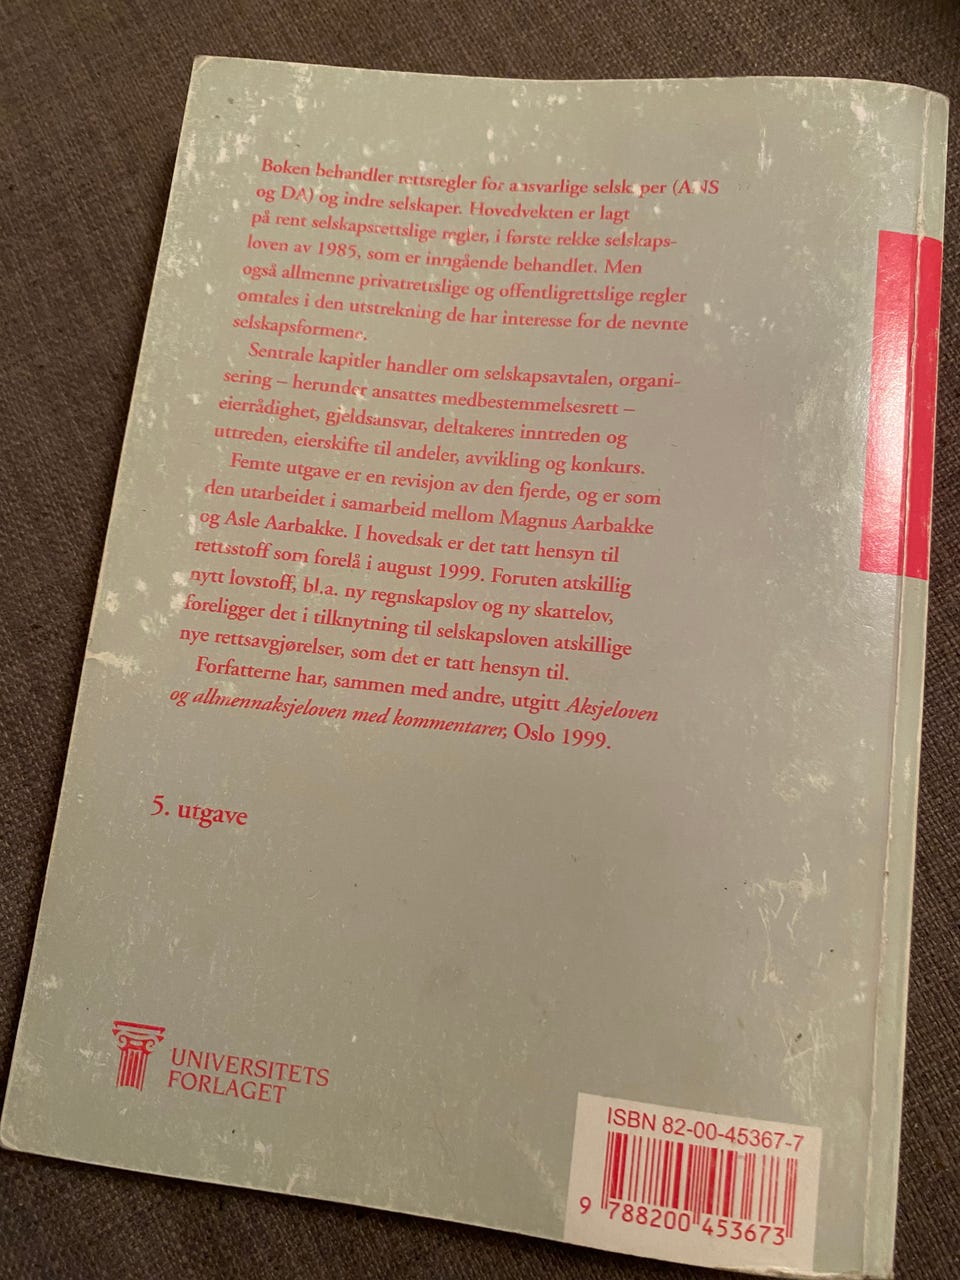 Boken behandler rettsregler for ansvarlige selskaper (ANS
og DA) og indre selskaper. Hovedvekten er lagt
på rent selskapsrettslige regler, i første rekke selskaps-
loven av 1985, som er inngående behandlet. Men
også allmenne privatrettslige og offentligrettslige regler
omtales i den utstrekning de har interesse for de nevnte
selskapsformene.
Sentrale kapitler handler om selskapsavtalen, organi-
sering – herunder ansattes medbestemmelsesrett –
eierrådighet, gjeldsansvar, deltakeres inntreden og
uttreden, eierskifte til andeler, avvikling og konkurs.
Femte utgave er en revisjon av den fjerde, og er som
den utarbeidet i samarbeid mellom Magnus Aarbakke
og Asle Aarbakke. I hovedsak er det tatt hensyn til
rettsstoff som forelå i august 1999. Foruten atskillig
nytt lovstoff, bl.a. ny regnskapslov og ny skattelov,
foreligger det i tilknytning til selskapsloven atskillige
nye rettsavgjørelser, som det er tatt hensyn til.
Forfatterne har, sammen med andre, utgitt Aksjeloven
og allmennaksjeloven med kommentarer, Oslo 1999.
5. utgave
UNIVERSITETS
FORLAGET
ISBN 82-00-45367-7
9 788200 453673